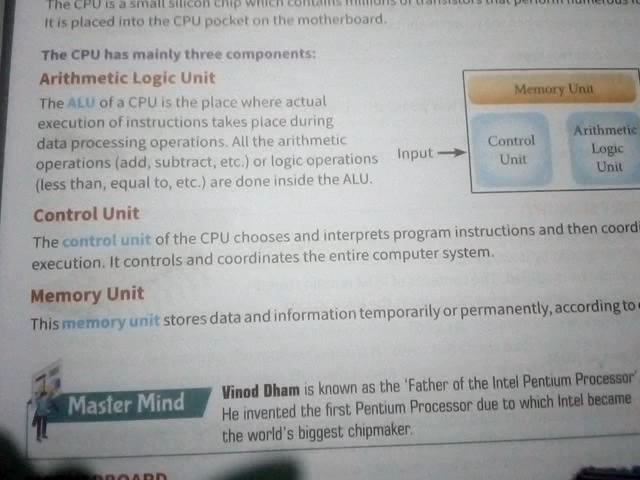 The CPU is a small silicon chip which contains millions of transistors that perform numerous
It is placed into the CPU pocket on the motherboard.
The CPU has mainly three components:
Arithmetic Logic Unit
The ALU of a CPU is the place where actual
execution of instructions takes place during
data processing operations. All the arithmetic
operations (add, subtract, etc.) or logic operations
(less than, equal to, etc.) are done inside the ALU.
Input
Memory Unit
Control
Unit
Arithmetic
Logic
Unit
Control Unit
The control unit of the CPU chooses and interprets program instructions and then coordi
execution. It controls and coordinates the entire computer system.
Memory Unit
This memory unit stores data and information temporarily or permanently, according to
Master Mind
Vinod Dham is known as the 'Father of the Intel Pentium Processor'
He invented the first Pentium Processor due to which Intel became
the world's biggest chipmaker.